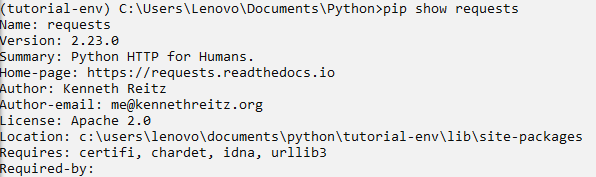 (tutorial-env) C:\Users\Lenovo\Documents\Python>pip show requests
Name: requests
Version: 2.23.0
Summary: Python HTTP for Humans.
Home-page: https://requests.readthedocs.io
Author: Kenneth Reitz
Author-email: me@kennethreitz.org
License: Apache 2.0
Location: c:\users\lenovo\documents\python\tutorial-env\lib\site-packages
Requires: certifi, chardet, idna, urllib3
Required-by: